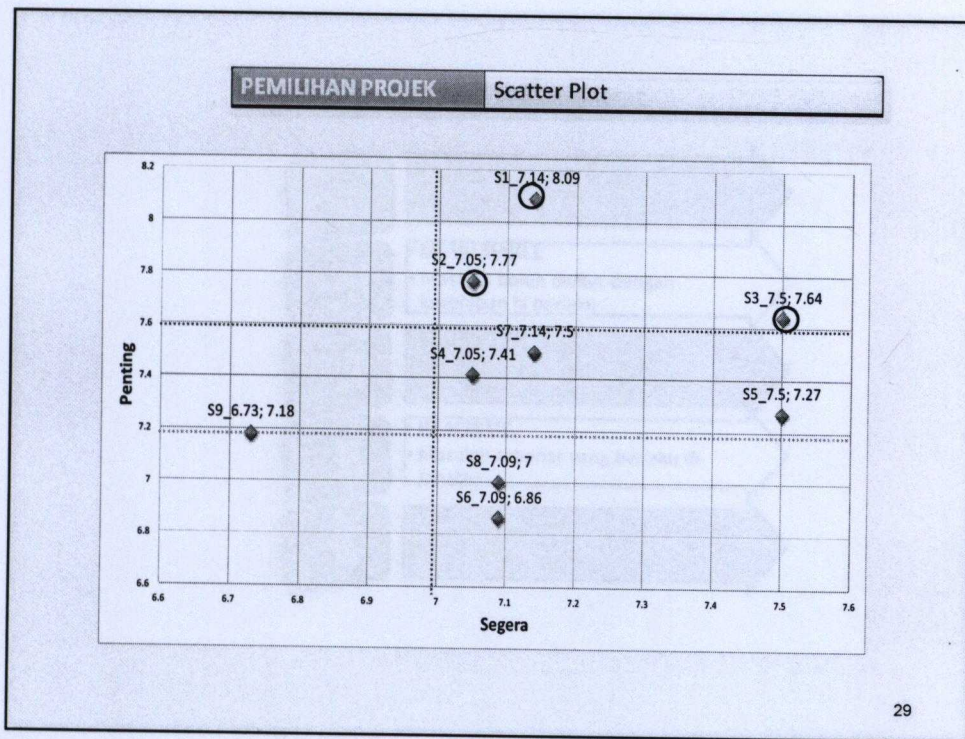 PEMILIHAN PROJEK Scatter Plot
8.2
8
7.8
7.6
7.4
7.2
7
6.8
6.6
Penting
S1_7.14; 8.09
S2_7.05; 7.77
S3_7.5; 7.64
S7_7.14; 7.5
S4_7.05; 7.41
S5_7.5; 7.27
S9_6.73; 7.18
S8_7.09; 7
S6_7.09; 6.86
6.6 6.7 6.8 6.9 7 7.1 7.2 7.3 7.4 7.5 7.6
Segera
29